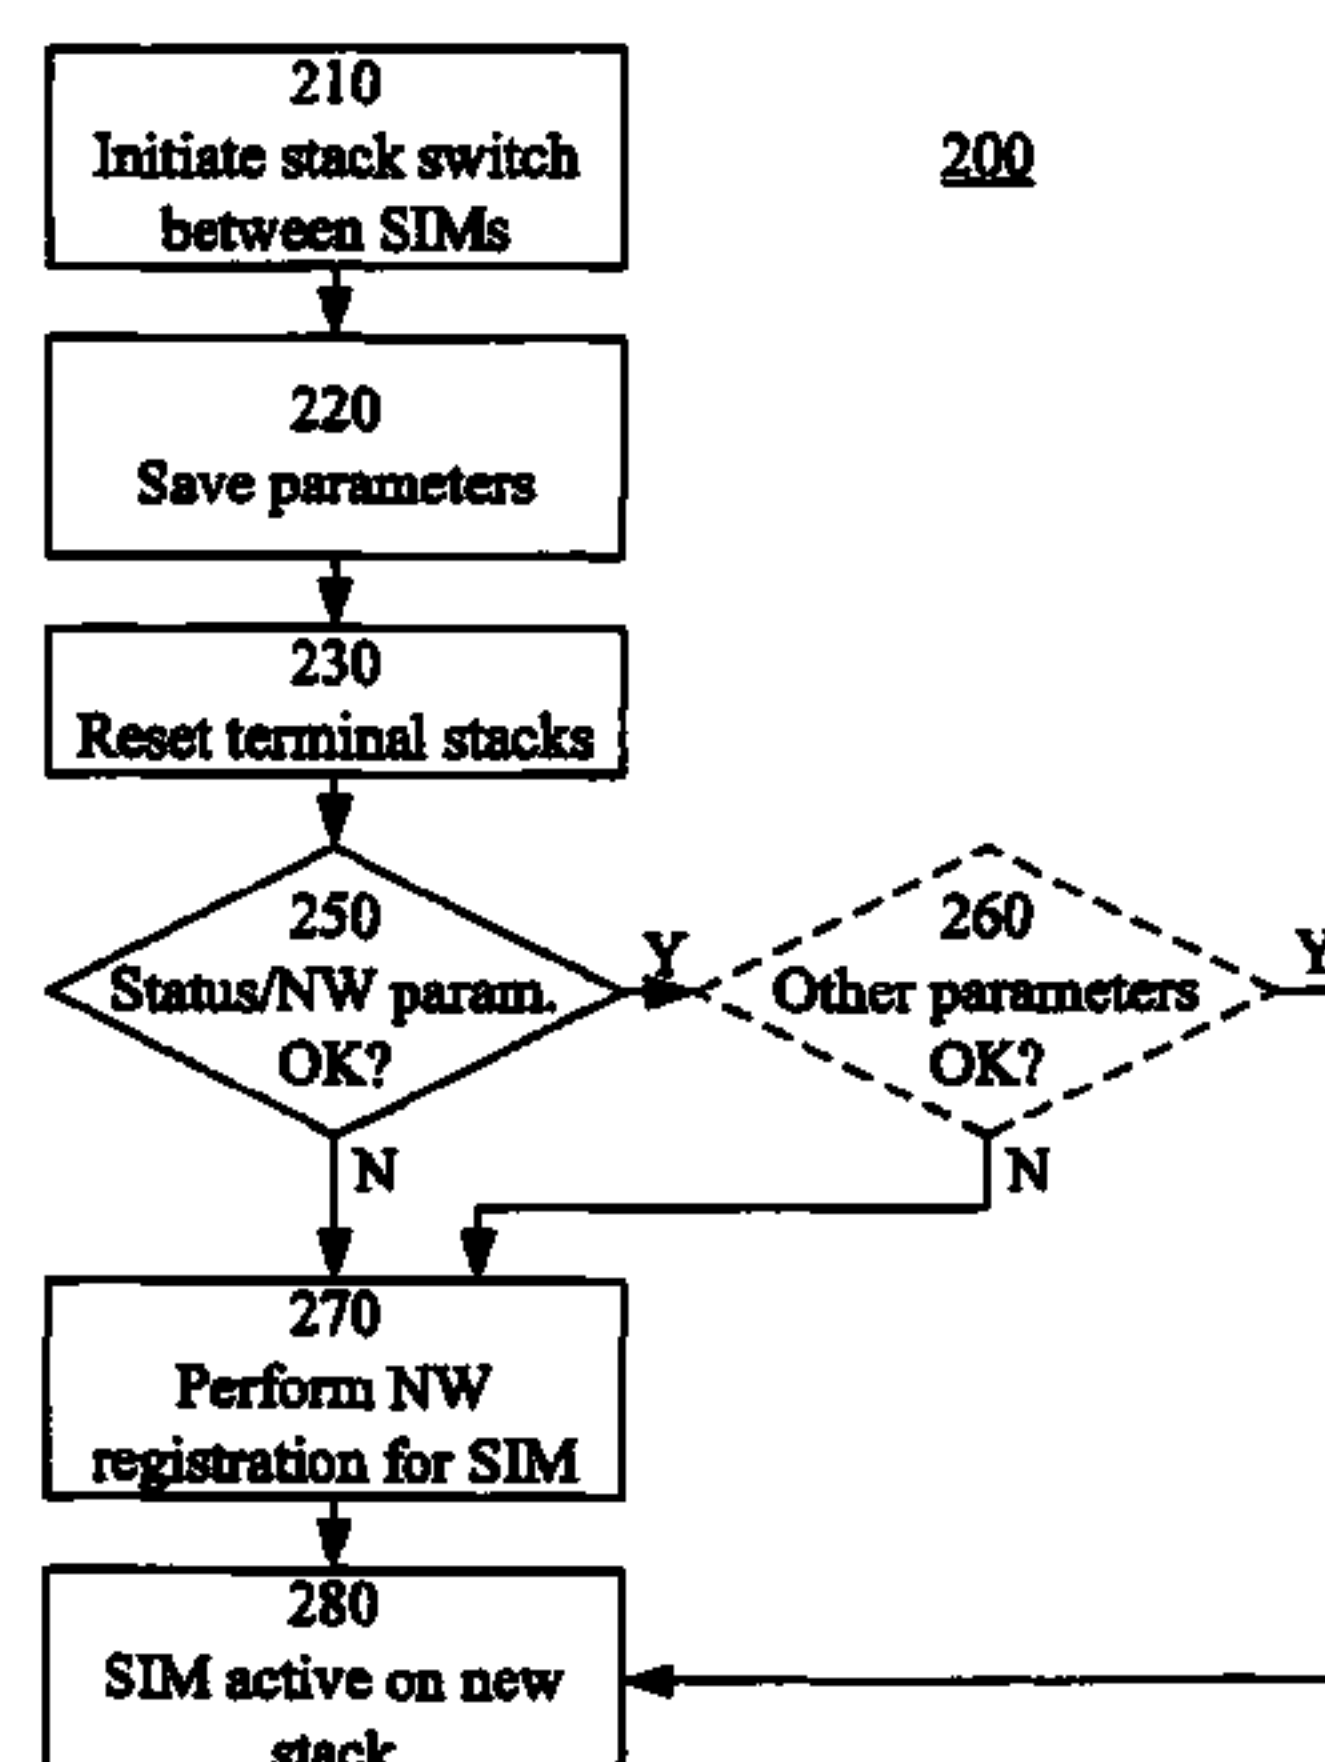 210
Initiate stack switch
between SIMs
200
220
Save parameters
230
Reset terminal stacks
250
Status/NW param.
OK?
Y
260
Other parameters
OK?
Y
N
N
270
Perform NW
registration for SIM
280
SIM active on new
stack